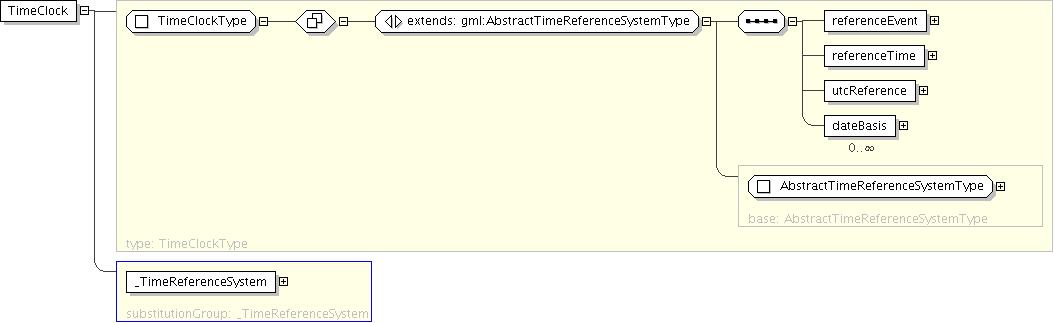 TimeClock
TimeClockType
extends: gml:AbstractTimeReferenceSystemType
referenceEvent
referenceTime
utcReference
dateBasis
0..∞
AbstractTimeReferenceSystemType
base: AbstractTimeReferenceSystemType
type: TimeClockType
_TimeReferenceSystem
substitutionGroup: _TimeReferenceSystem